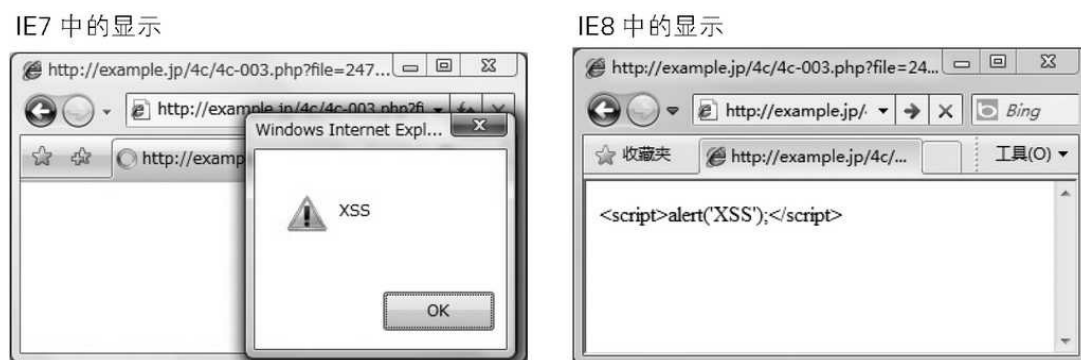 IE7 中的显示
http://example.jp/4c/4c-003.php?file=247...
http://example.jp/4c/4c-003.php?fi
Windows Internet Expl...
http://examp
XSS
OK
IE8 中的显示
http://example.jp/4c/4c-003.php?file=24...
http://example.jp/
Bing
收藏夹
http://example.jp/4c/...
工具(O)
<script>alert('XSS');</script>